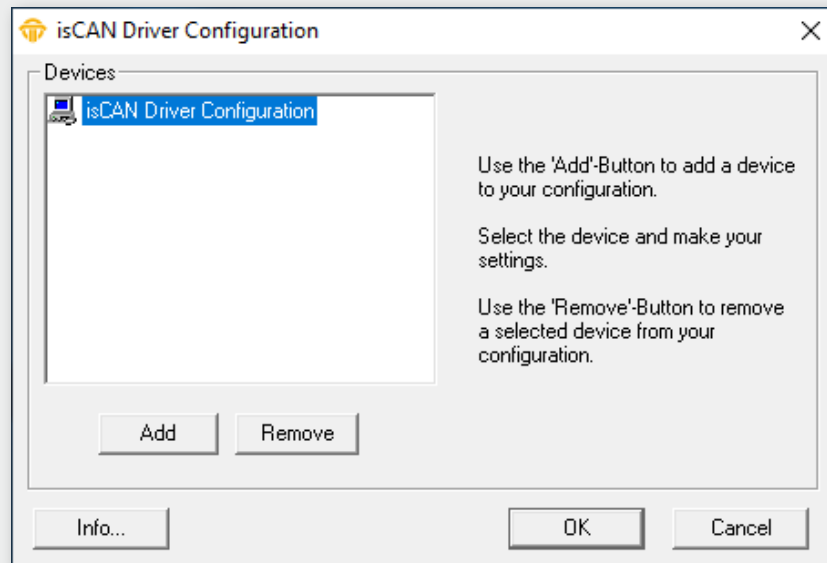 isCAN Driver Configuration
Devices
isCAN Driver Configuration
Use the 'Add'-Button to add a device
to your configuration.
Select the device and make your
settings.
Use the 'Remove'-Button to remove
a selected device from your
configuration.
Add
Remove
Info...
OK
Cancel